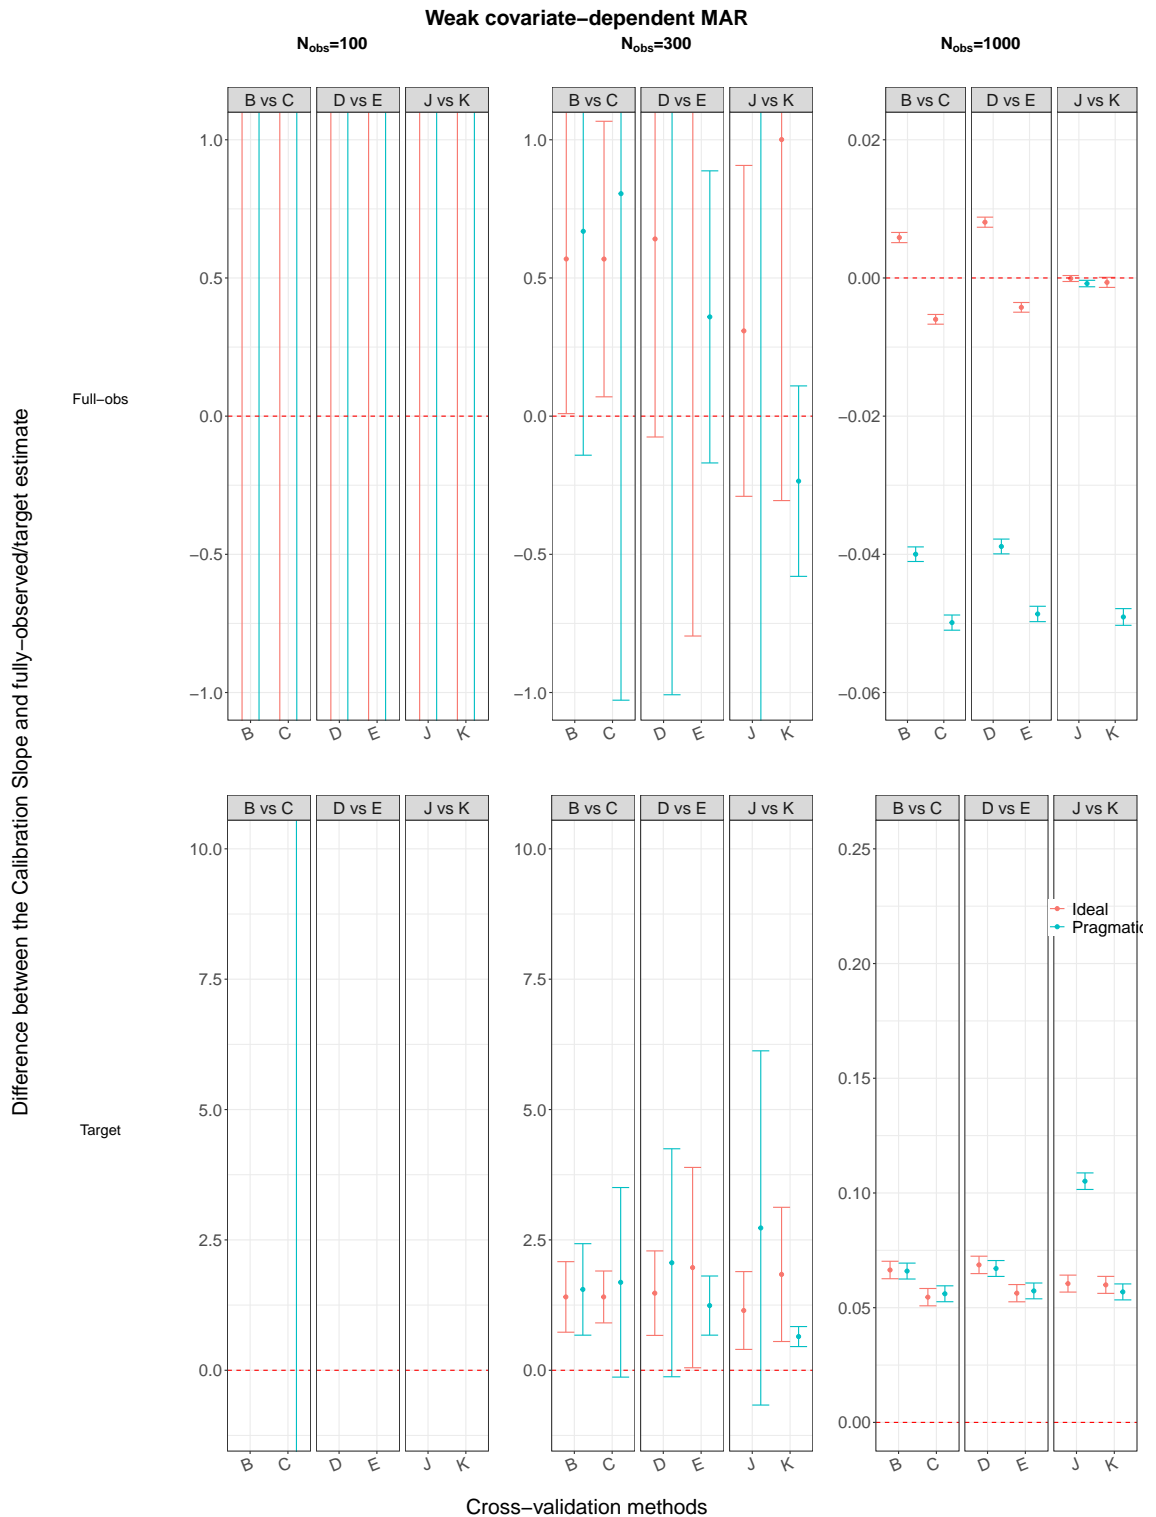 Weak covariate−dependent MAR
Nobs=100 Nobs=300 Nobs=1000
B vs C D vs E J vs K B vs C D vs E J vs K B vs C D vs E J vs K
1.0
0.5
0.0
−0.5
−1.0
B C D E J K
1.0
0.5
0.0
−0.5
−1.0
B C D E J K
0.02
0.00
−0.02
−0.04
−0.06
B C D E J K
Full−obs
Difference between the Calibration Slope and fully−observed/target estimate
B vs C D vs E J vs K B vs C D vs E J vs K B vs C D vs E J vs K
10.0
7.5
5.0
2.5
0.0
B C D E J K
10.0
7.5
5.0
2.5
0.0
B C D E J K
0.25
0.20
0.15
0.10
0.05
0.00
B C D E J K
Ideal
Pragmatic
Target
Cross−validation methods